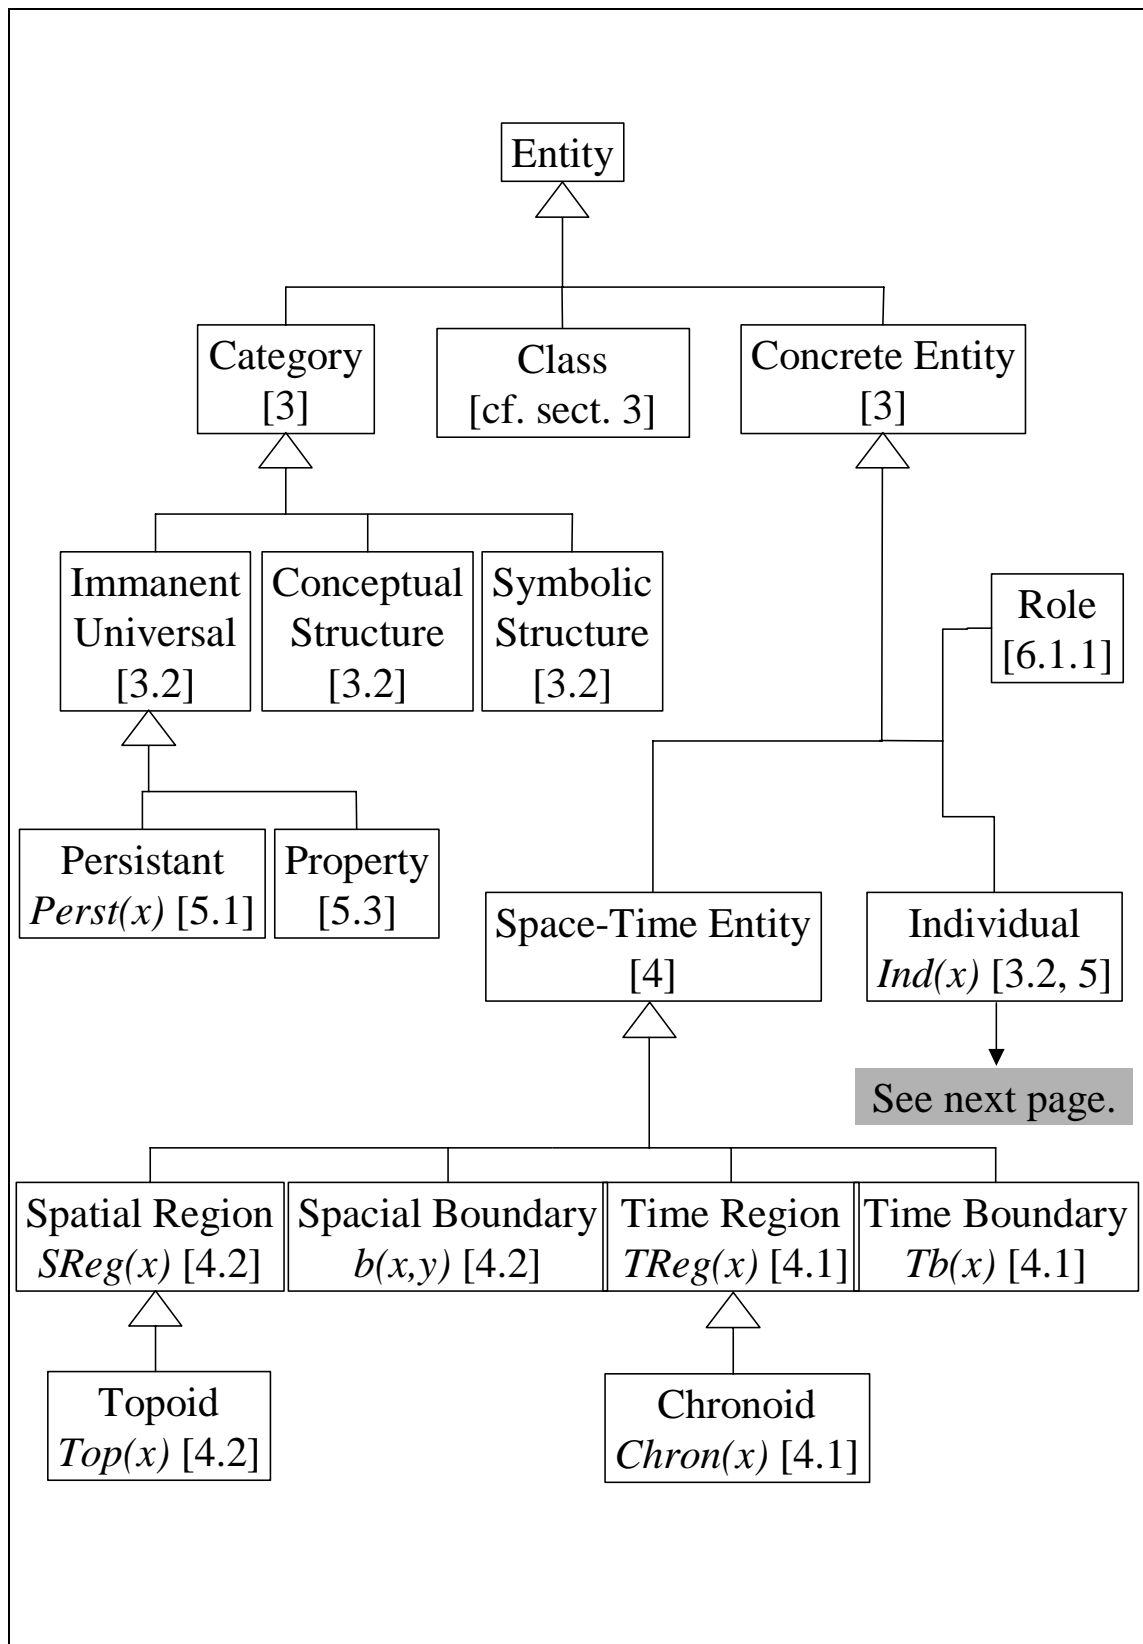 Entity
Category
[3]
Class
[cf. sect. 3]
Concrete Entity
[3]
Immanent
Universal
[3.2]
Conceptual
Structure
[3.2]
Symbolic
Structure
[3.2]
Role
[6.1.1]
Persistant
Perst(x) [5.1]
Property
[5.3]
Space-Time Entity
[4]
Individual
Ind(x) [3.2, 5]
See next page.
Spatial Region
SReg(x) [4.2]
Spacial Boundary
b(x,y) [4.2]
Time Region
TReg(x) [4.1]
Time Boundary
Tb(x) [4.1]
Topoid
Top(x) [4.2]
Chronoid
Chron(x) [4.1]